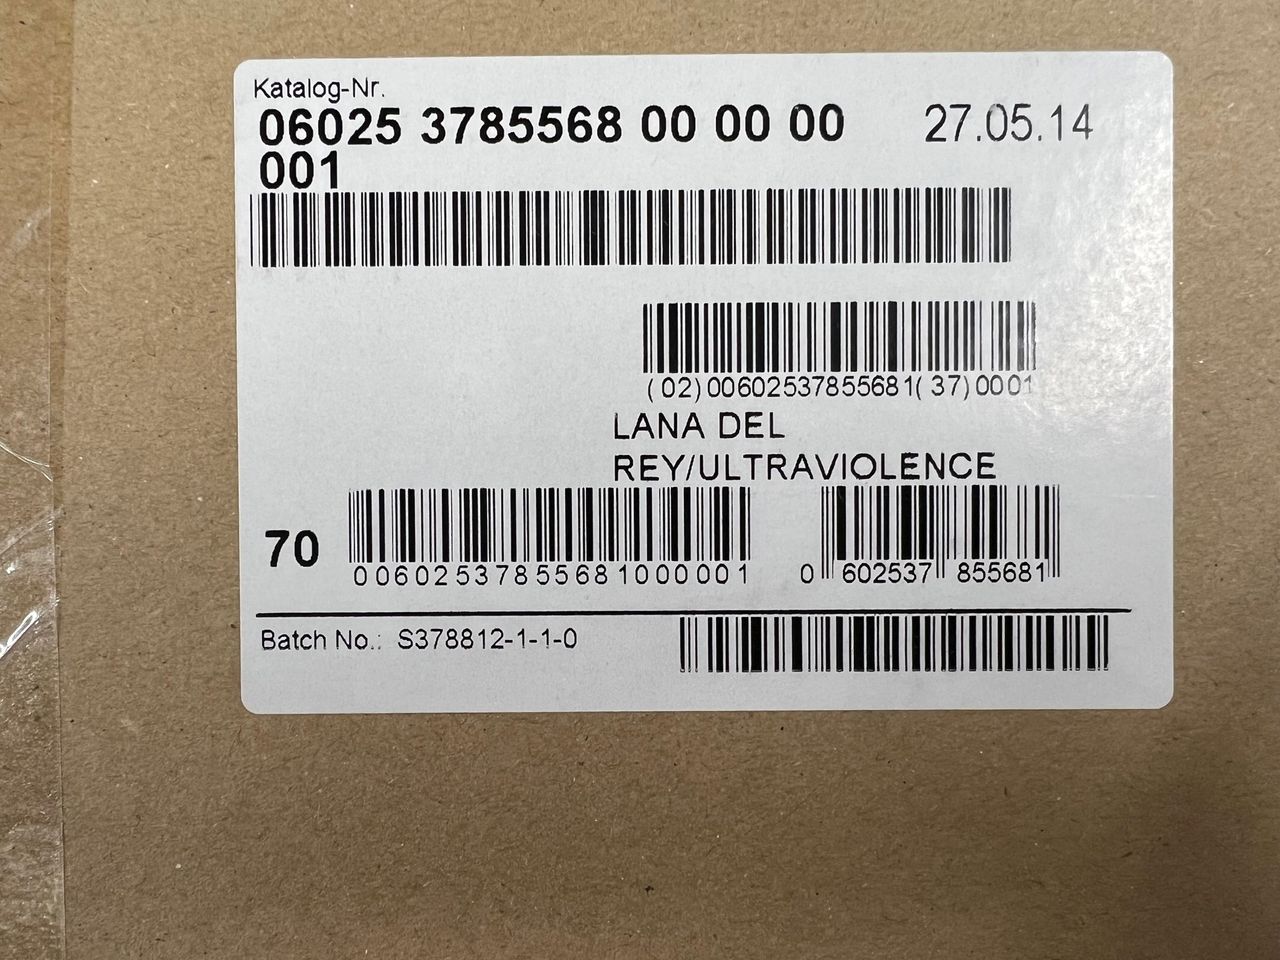 Katalog-Nr.
06025 3785568 00 00 00 27.05.14
001
(02)00602537855681(37)0001
LANA DEL
REY/ULTRAVIOLENCE
70
00602537855681000001 0 602537 855681
Batch No.: S378812-1-1-0